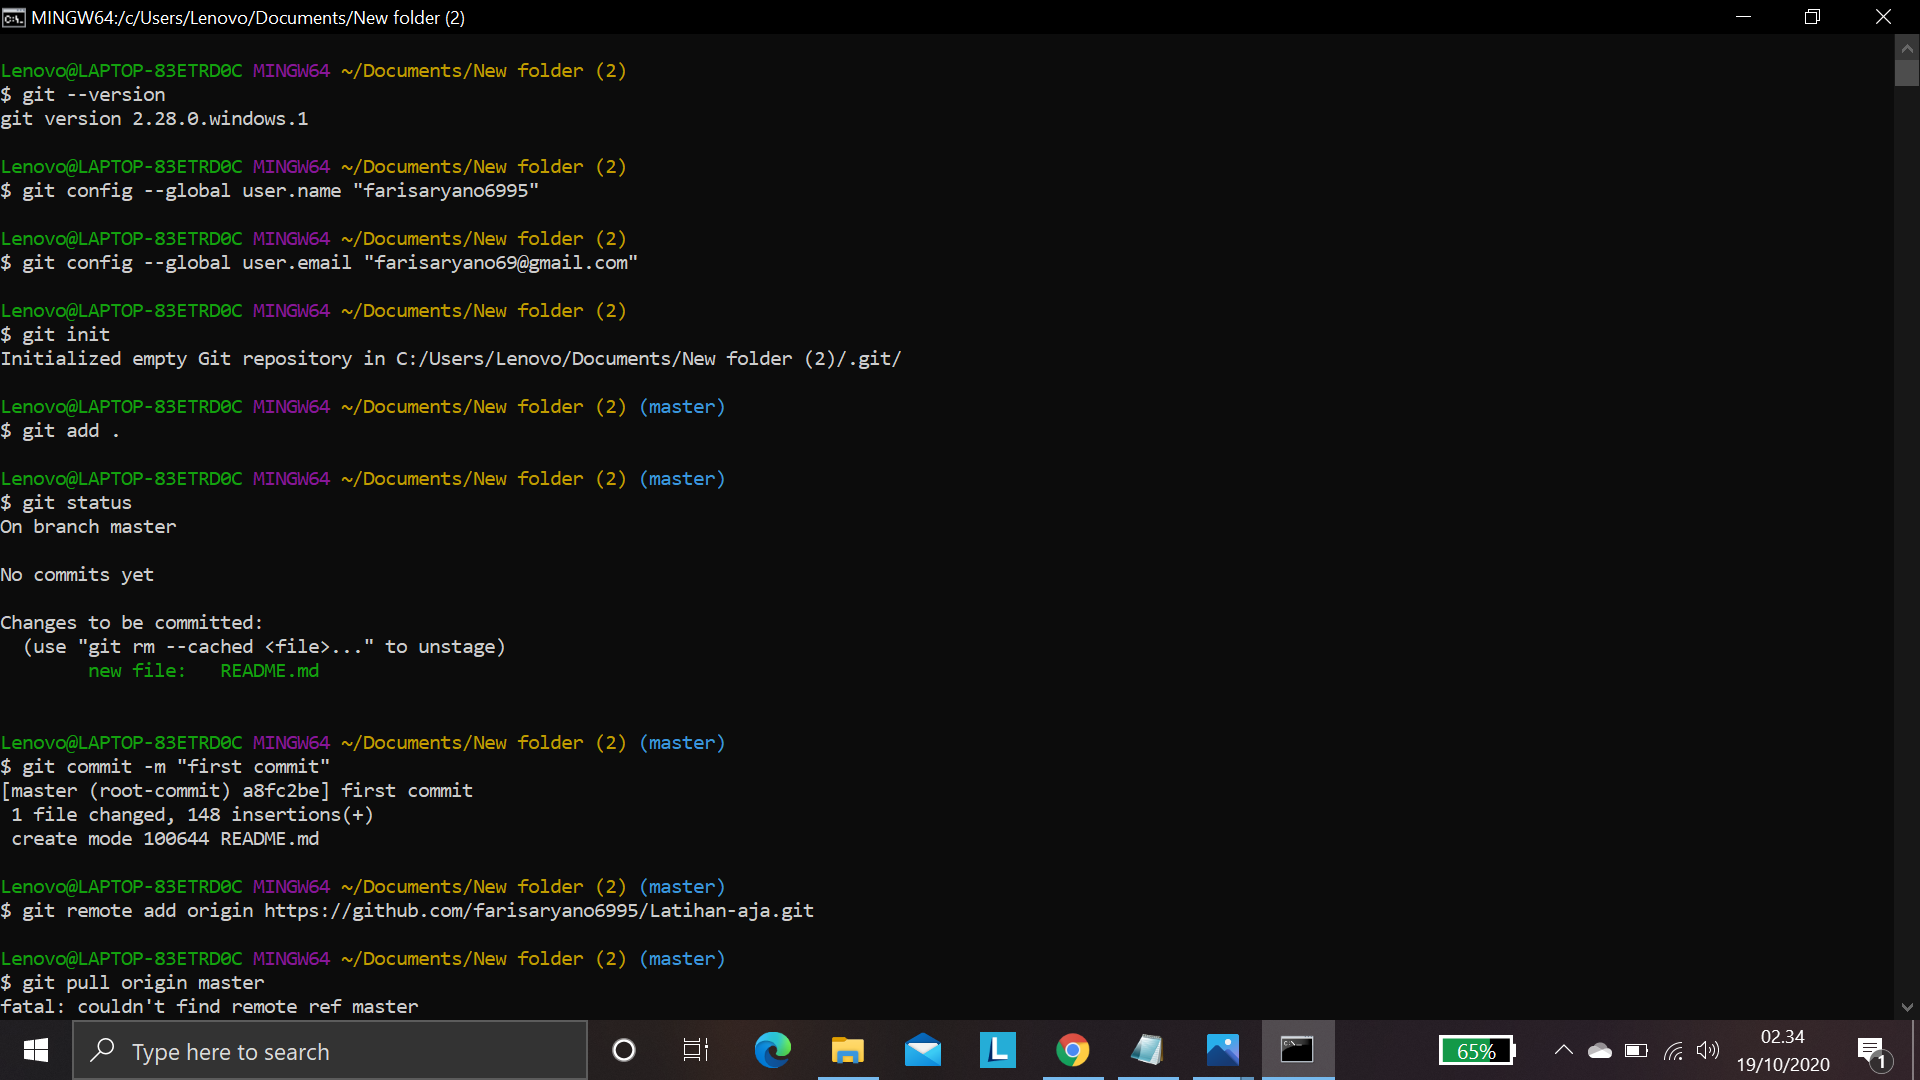 MINGW64:/c/Users/Lenovo/Documents/New folder (2)
Lenovo@LAPTOP-83ETRD0C MINGW64 ~/Documents/New folder (2)
$ git --version
git version 2.28.0.windows.1
Lenovo@LAPTOP-83ETRD0C MINGW64 ~/Documents/New folder (2)
$ git config --global user.name "farisaryano6995"
Lenovo@LAPTOP-83ETRD0C MINGW64 ~/Documents/New folder (2)
$ git config --global user.email "farisaryano69@gmail.com"
Lenovo@LAPTOP-83ETRD0C MINGW64 ~/Documents/New folder (2)
$ git init
Initialized empty Git repository in C:/Users/Lenovo/Documents/New folder (2)/.git/
Lenovo@LAPTOP-83ETRD0C MINGW64 ~/Documents/New folder (2) (master)
$ git add .
Lenovo@LAPTOP-83ETRD0C MINGW64 ~/Documents/New folder (2) (master)
$ git status
On branch master
No commits yet
Changes to be committed:
  (use "git rm --cached <file>..." to unstage)
        new file:   README.md
Lenovo@LAPTOP-83ETRD0C MINGW64 ~/Documents/New folder (2) (master)
$ git commit -m "first commit"
[master (root-commit) a8fc2be] first commit
 1 file changed, 148 insertions(+)
 create mode 100644 README.md
Lenovo@LAPTOP-83ETRD0C MINGW64 ~/Documents/New folder (2) (master)
$ git remote add origin https://github.com/farisaryano6995/Latihan-aja.git
Lenovo@LAPTOP-83ETRD0C MINGW64 ~/Documents/New folder (2) (master)
$ git pull origin master
fatal: couldn't find remote ref master
Type here to search
L
65%
02.34
19/10/2020
1